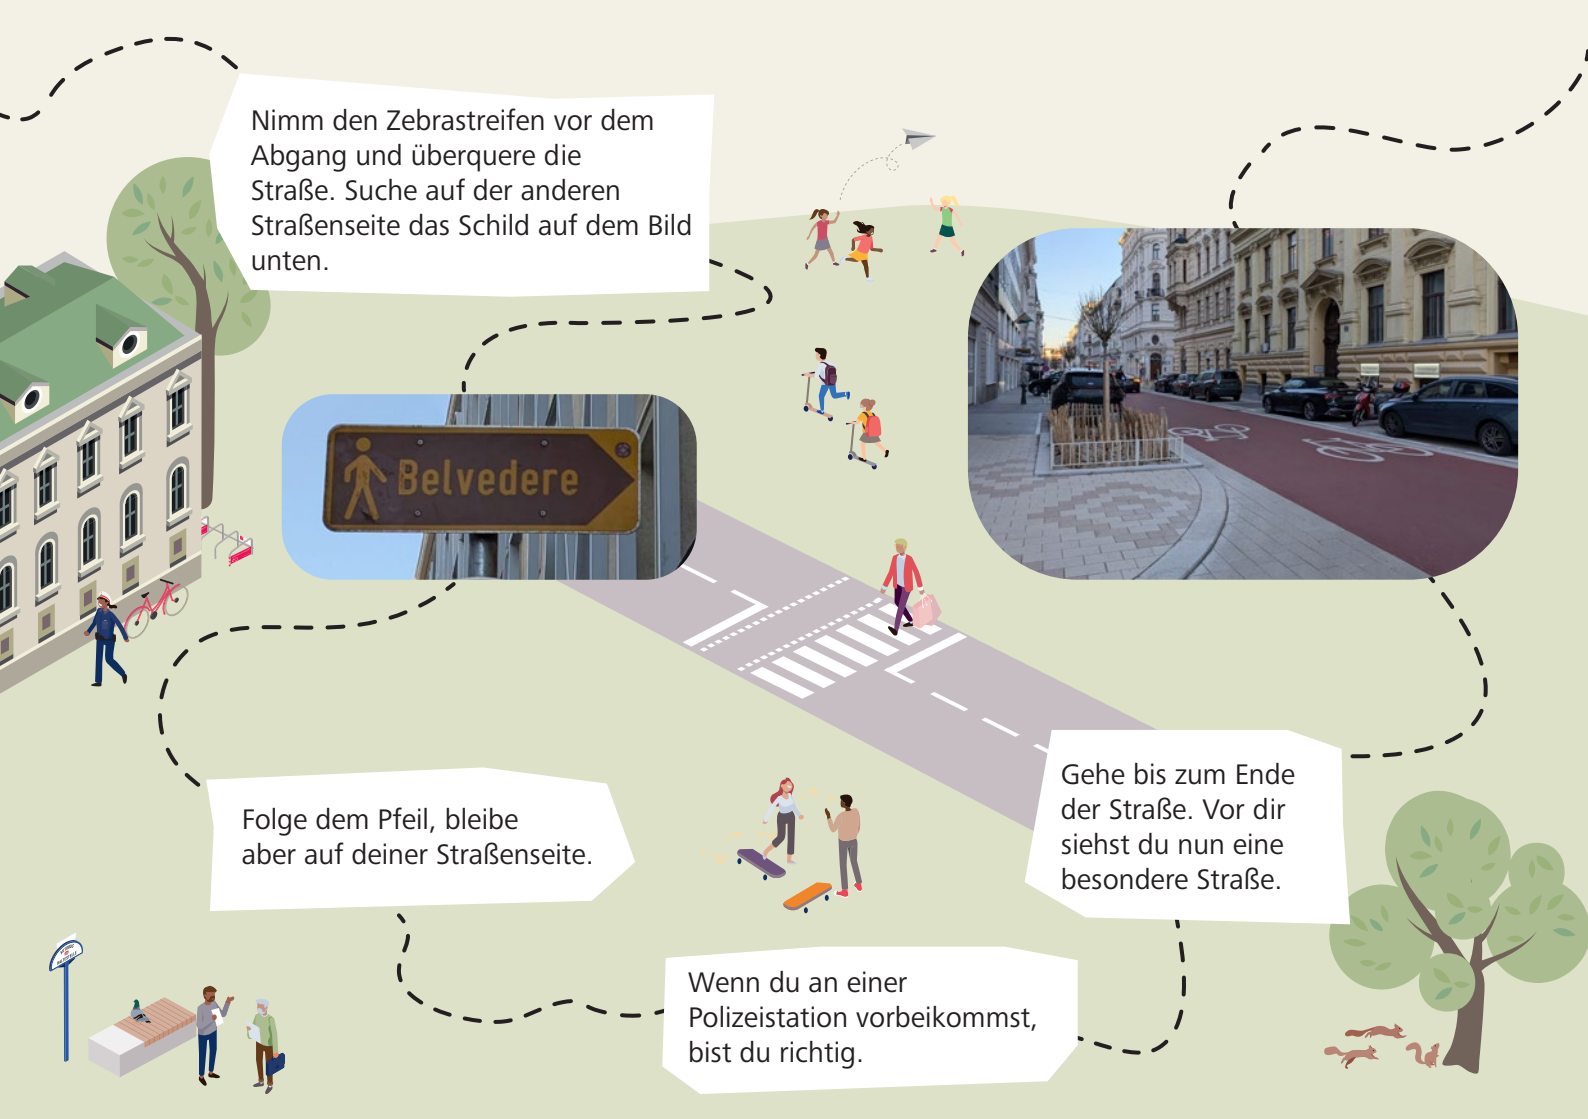 Nimm den Zebrastreifen vor dem
Abgang und überquere die
Straße. Suche auf der anderen
Straßenseite das Schild auf dem Bild
unten.
Belvedere
Folge dem Pfeil, bleibe
aber auf deiner Straßenseite.
Wenn du an einer
Polizeistation vorbeikommst,
bist du richtig.
Gehe bis zum Ende
der Straße. Vor dir
siehst du nun eine
besondere Straße.